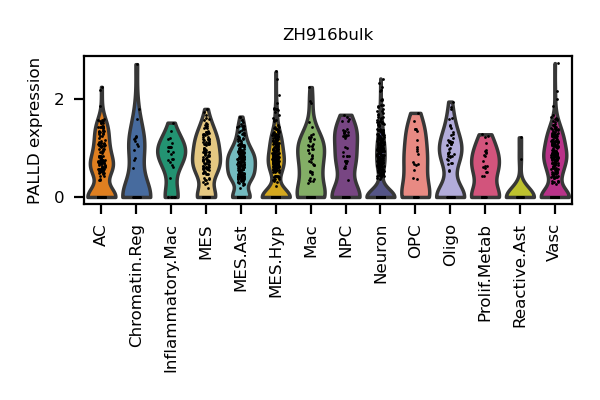 ZH916bulk
PALLD expression
2
0
AC
Chromatin.Reg
Inflammatory.Mac
MES
MES.Ast
MES.Hyp
Mac
NPC
Neuron
OPC
Oligo
Prolif.Metab
Reactive.Ast
Vasc